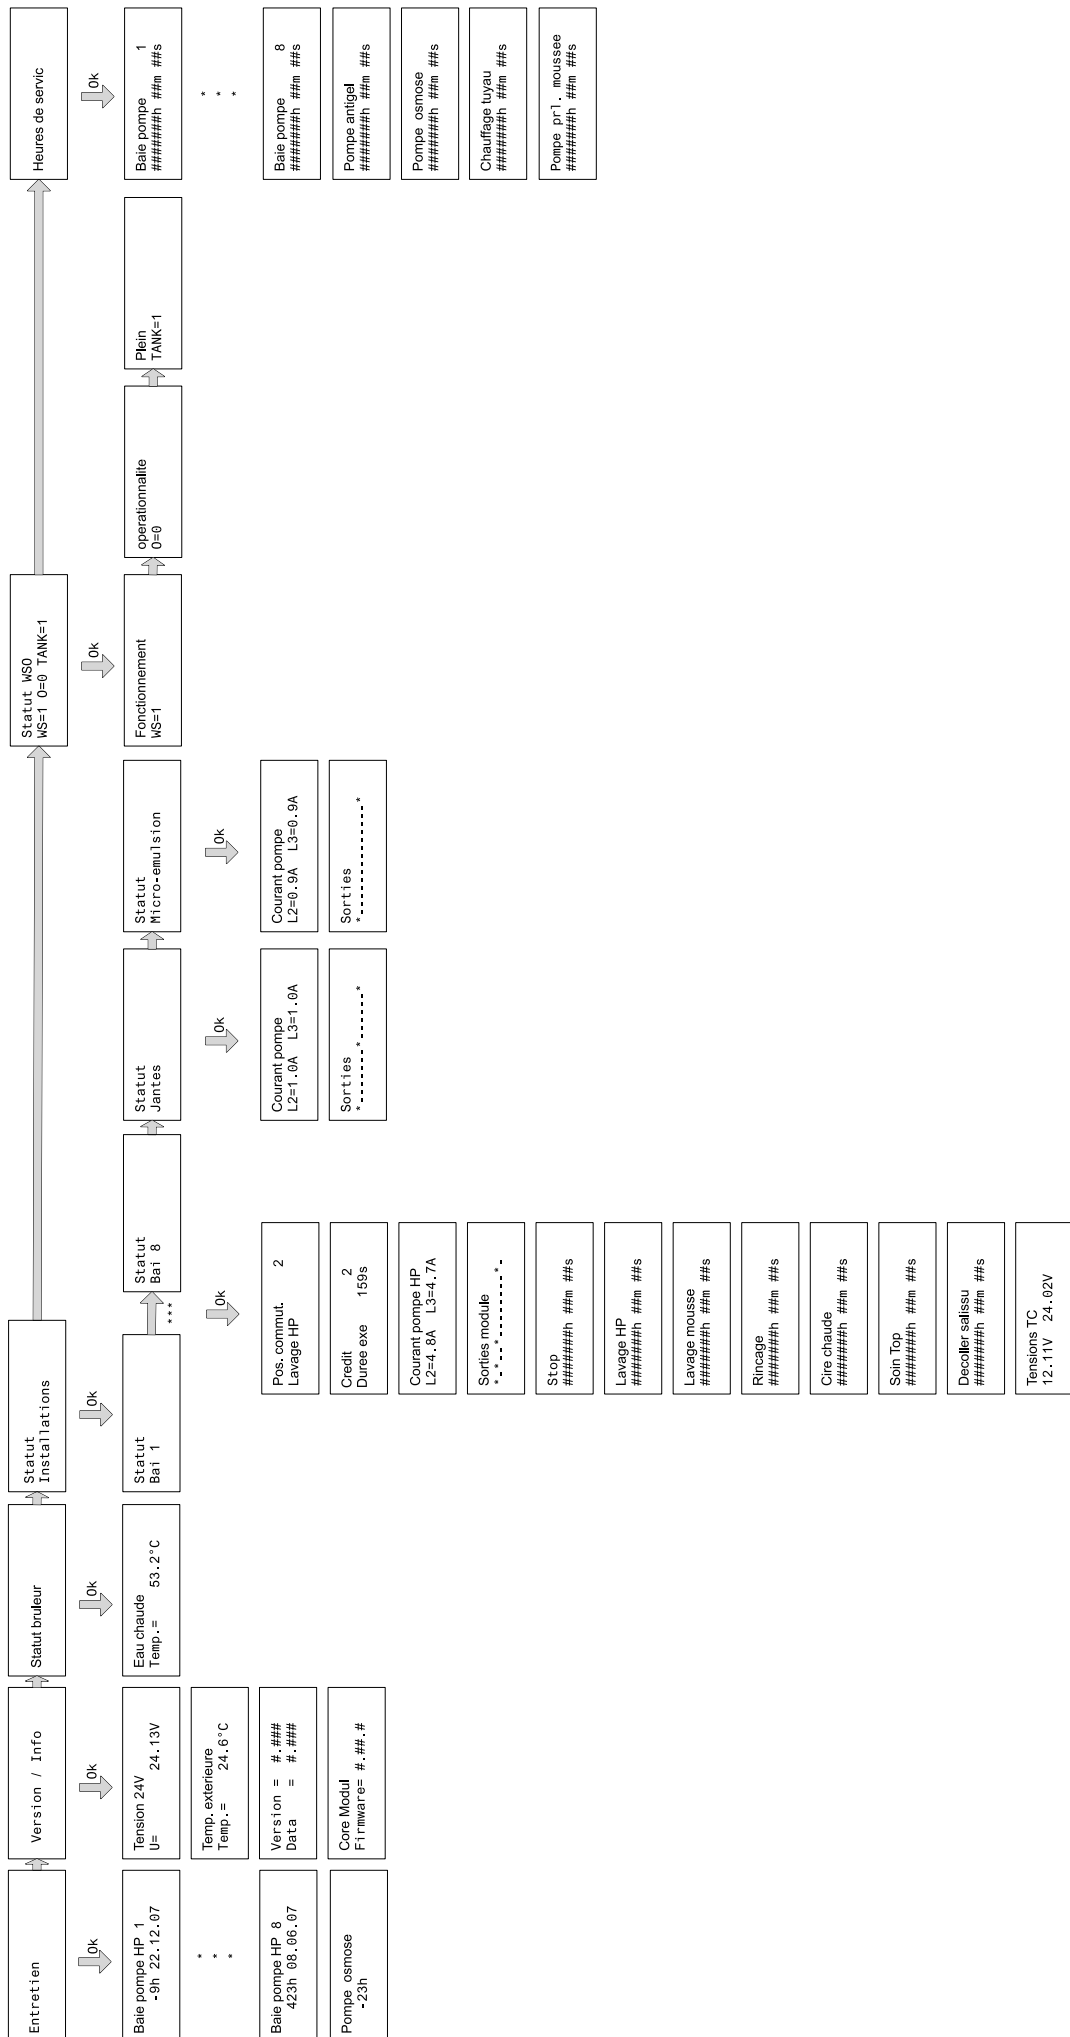 Entretien
Ok
Baie pompe HP 1
-9h 22.12.07
*
*
*
Baie pompe HP 8
423h 08.06.07
Pompe osmose
-23h
Version / Info
Ok
Tension 24V
U= 24.13V
Temp. exterieure
Temp.= 24.6°C
Version = #.###
Data = #.###
Core Modul
Firmware= #.##.#
Statut bruleur
Ok
Eau chaude
Temp.= 53.2°C
Statut
Installations
Ok
Statut
Bai 1
***
Statut
Bai 8
Ok
Pos. commut. 2
Lavage HP
Credit 2
Duree exe 159s
Courant pompe HP
L2=4.8A L3=4.7A
Sorties module
*-*--*--------*-
Stop
#######h ##m ##s
Lavage HP
#######h ##m ##s
Lavage mousse
#######h ##m ##s
Rincage
#######h ##m ##s
Cire chaude
#######h ##m ##s
Soin Top
#######h ##m ##s
Decoller salissu
#######h ##m ##s
Tensions TC
12.11V 24.02V
Statut
Jantes
Ok
Courant pompe
L2=1.0A L3=1.0A
Sorties
*-------*------*
Statut
Micro-emulsion
Ok
Courant pompe
L2=0.9A L3=0.9A
Sorties
*--------------*
Statut WSO
WS=1 O=0 TANK=1
Ok
Fonctionnement
WS=1
operationnalite
O=0
Plein
TANK=1
Heures de servic
Ok
Baie pompe 1
#######h ##m ##s
*
*
*
Baie pompe 8
#######h ##m ##s
Pompe antigel
#######h ##m ##s
Pompe osmose
#######h ##m ##s
Chauffage tuyau
#######h ##m ##s
Pompe prl. moussee
#######h ##m ##s